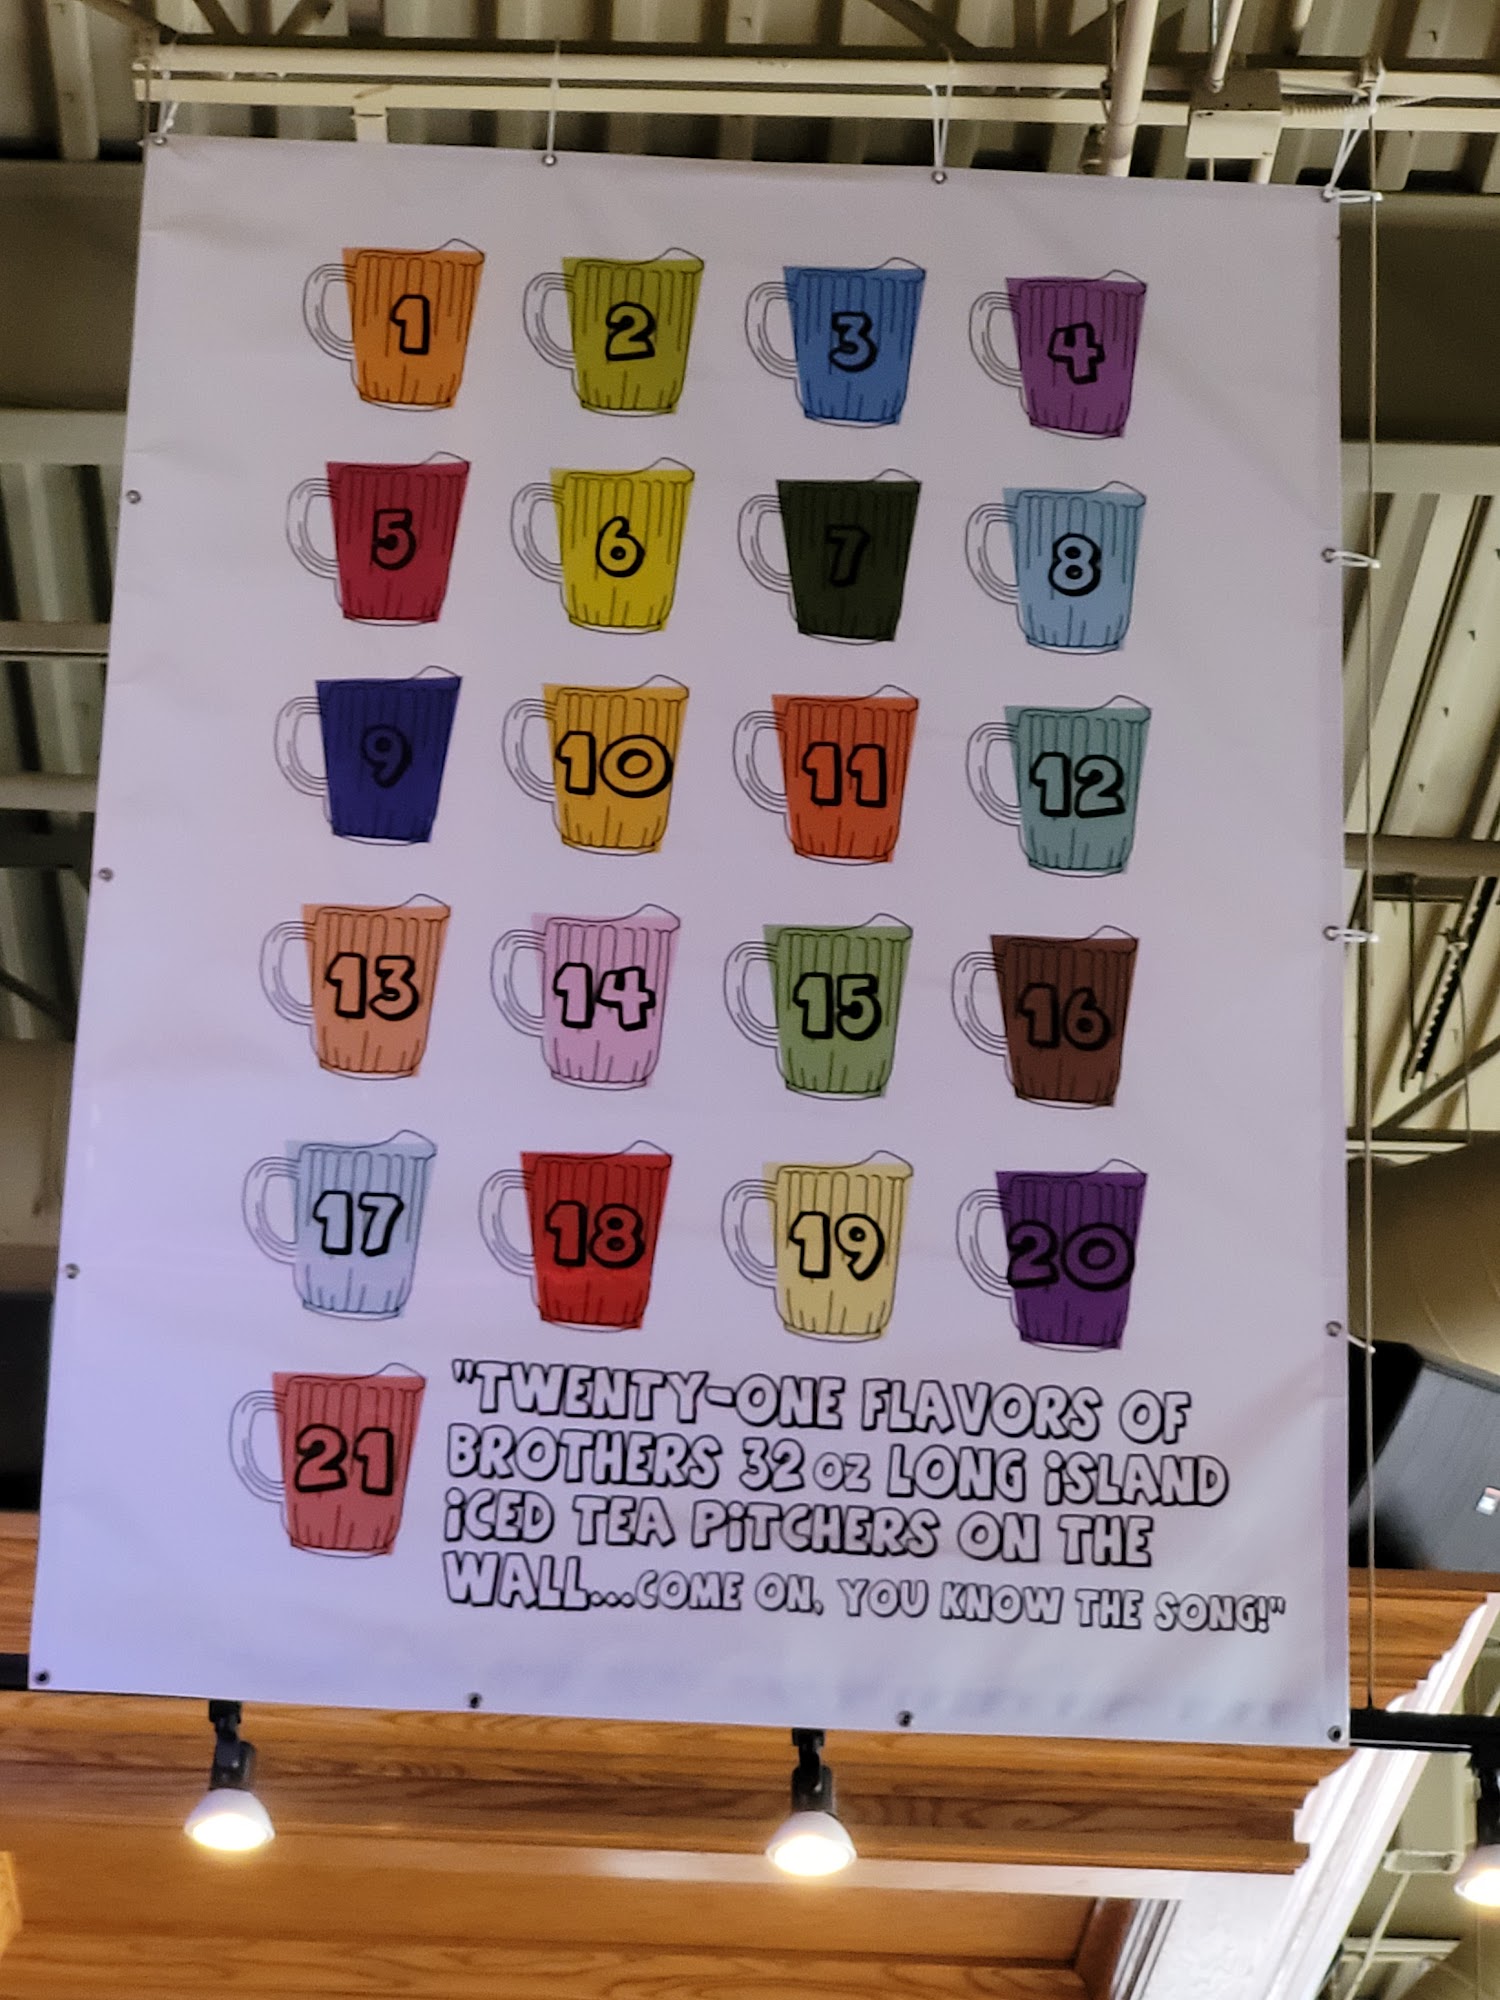 1 2 3 4
5 6 7 8
9 10 11 12
13 14 15 16
17 18 19 20
21
"TWENTY-ONE FLAVORS OF
BROTHERS 32 OZ LONG iSLAND
iCED TEA PiTCHERS ON THE
WALL...COME ON, YOU KNOW THE SONG!"